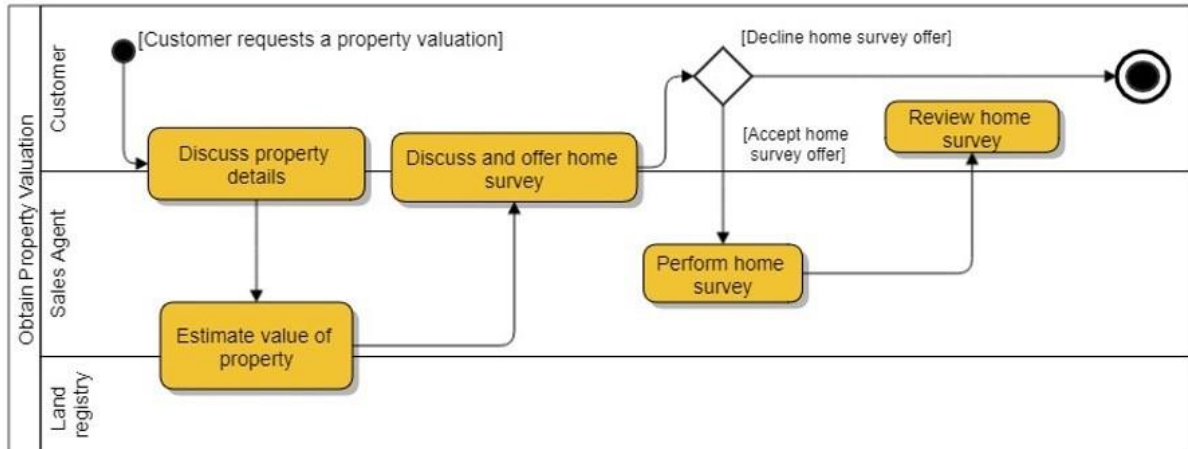 Obtain Property Valuation
Customer
[Customer requests a property valuation]
[Decline home survey offer]
Discuss property
details
Discuss and offer home
survey
[Accept home
survey offer]
Review home
survey
Sales Agent
Perform home
survey
Estimate value of
property
Land
registry